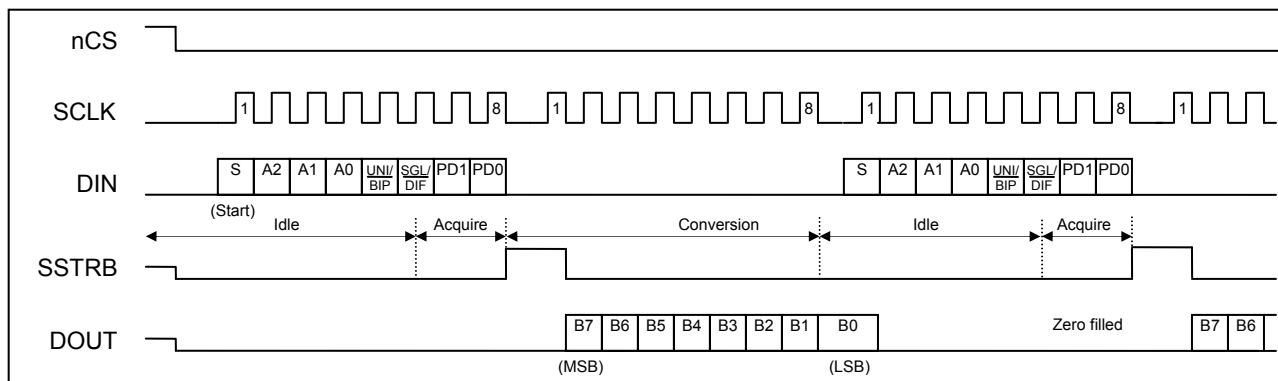 nCS
SCLK
1 8 1 8 1 8 1
DIN
S A2 A1 A0 UNI/BIP SGL/DIF PD1 PD0 S A2 A1 A0 UNI/BIP SGL/DIF PD1 PD0
(Start)
Idle Acquire Conversion Idle Acquire
SSTRB
DOUT
B7 B6 B5 B4 B3 B2 B1 B0 Zero filled B7 B6
(MSB) (LSB)